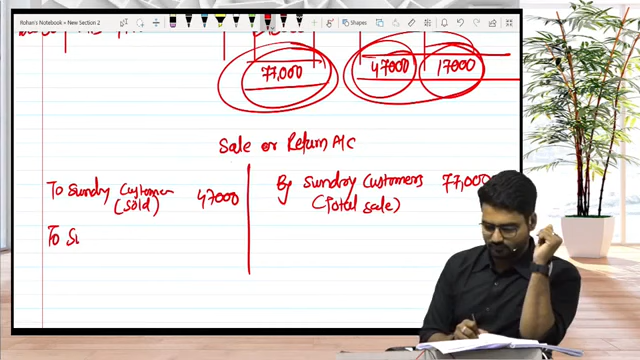 Rohan's Notebook » New Section 2
Shapes
77,000 47000 17000
Sale or Return A/C
To Sundry Customer 47000 By Sundry Customers 77,000
(Sold) (Total sale)
To S